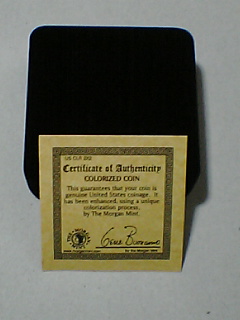 Certificate of Authenticity
COLORIZED COIN
This guarantees that your coin is
genuine United States coinage. It
has been enhanced, using a unique
colorization process,
by The Morgan Mint.